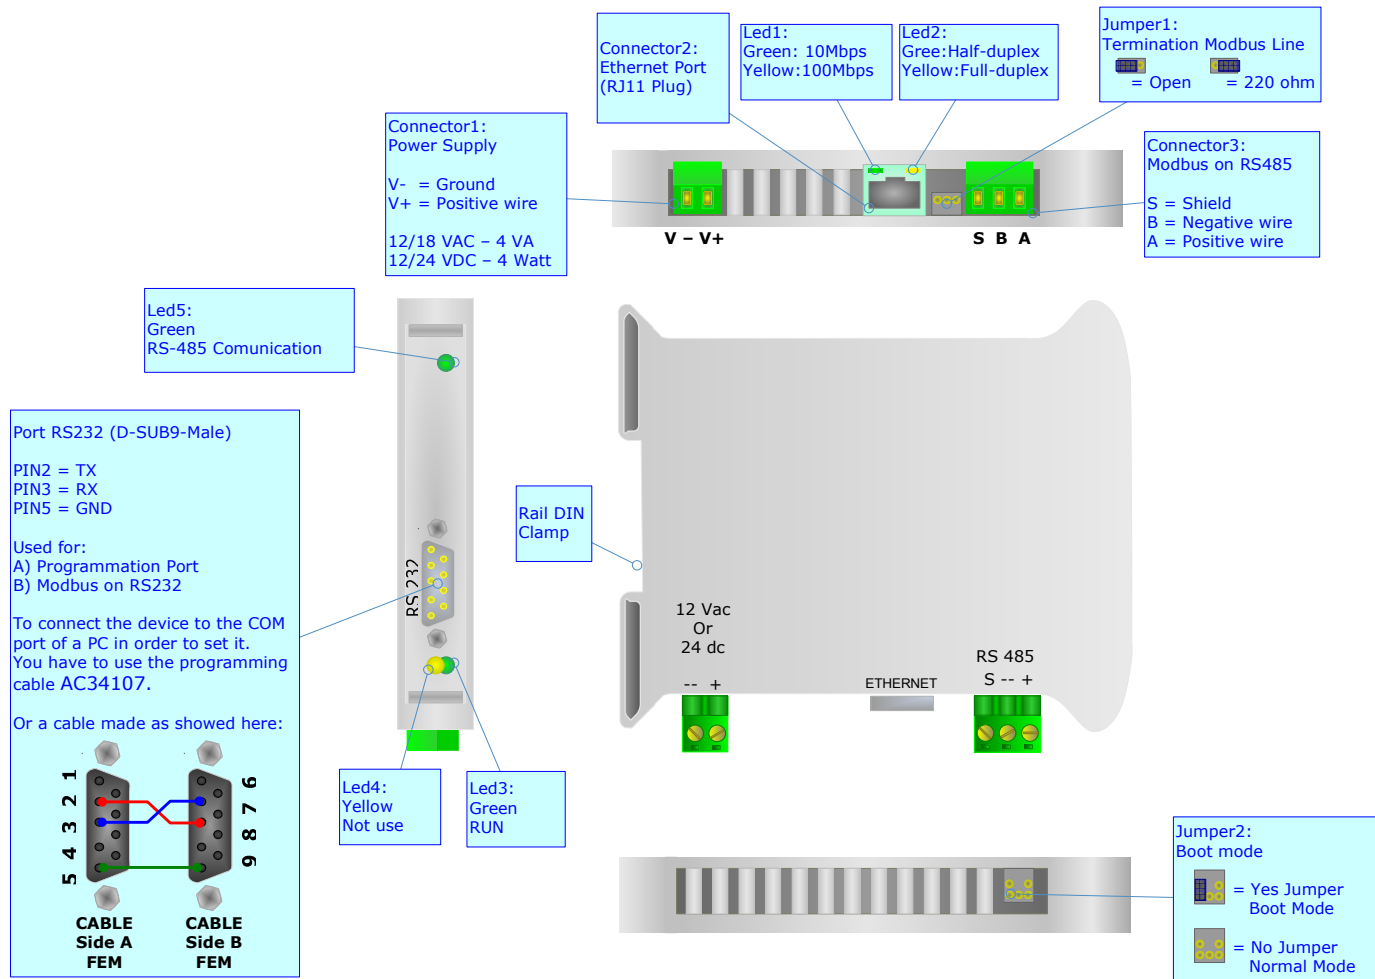 Connector2:
Ethernet Port
(RJ11 Plug)
Led1:
Green: 10Mbps
Yellow:100Mbps
Led2:
Gree:Half-duplex
Yellow:Full-duplex
Jumper1:
Termination Modbus Line
= Open
= 220 ohm
Connector1:
Power Supply
V- = Ground
V+ = Positive wire
12/18 VAC – 4 VA
12/24 VDC – 4 Watt
Connector3:
Modbus on RS485
S = Shield
B = Negative wire
A = Positive wire
V – V+
S B A
Led5:
Green
RS-485 Comunication
Port RS232 (D-SUB9-Male)
PIN2 = TX
PIN3 = RX
PIN5 = GND
Used for:
A) Programmation Port
B) Modbus on RS232
To connect the device to the COM
port of a PC in order to set it.
You have to use the programming
cable AC34107.
Or a cable made as showed here:
1
2
3
4
5
6
7
8
9
CABLE
Side A
FEM
CABLE
Side B
FEM
RS 232
Rail DIN
Clamp
12 Vac
Or
24 dc
-- +
ETHERNET
RS 485
S -- +
Led4:
Yellow
Not use
Led3:
Green
RUN
Jumper2:
Boot mode
= Yes Jumper
Boot Mode
= No Jumper
Normal Mode